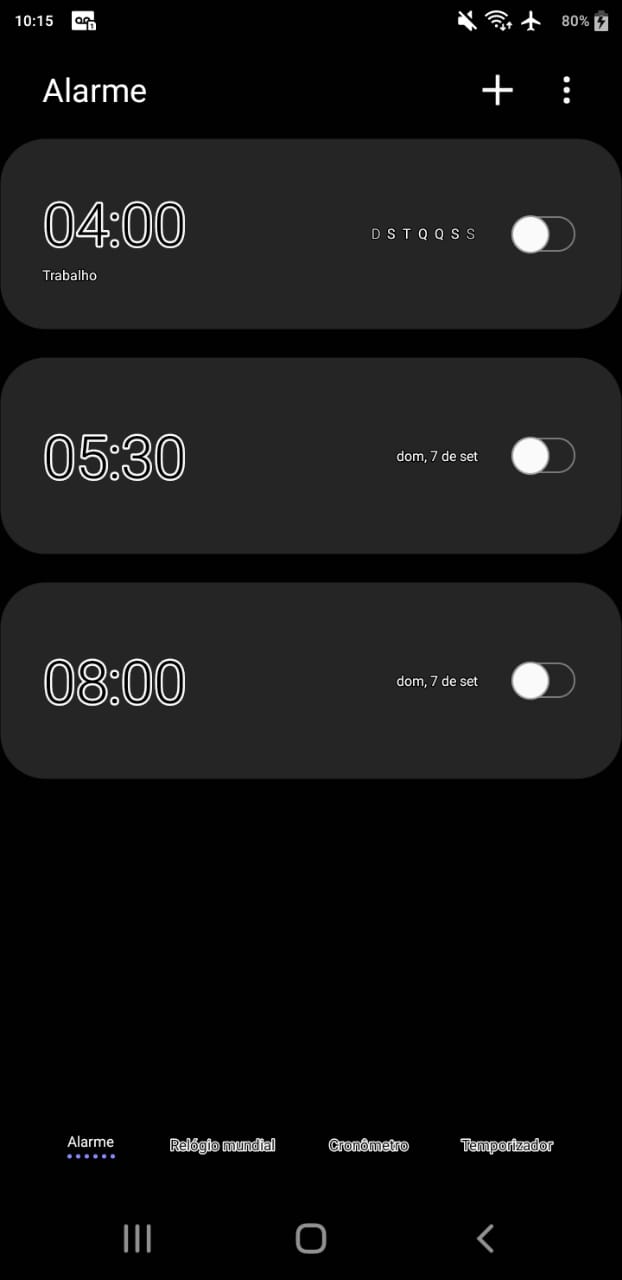 10:15
80%
Alarme
04:00
D S T Q Q S S
Trabalho
05:30
dom, 7 de set
08:00
dom, 7 de set
Alarme Relógio mundial Cronômetro Temporizador